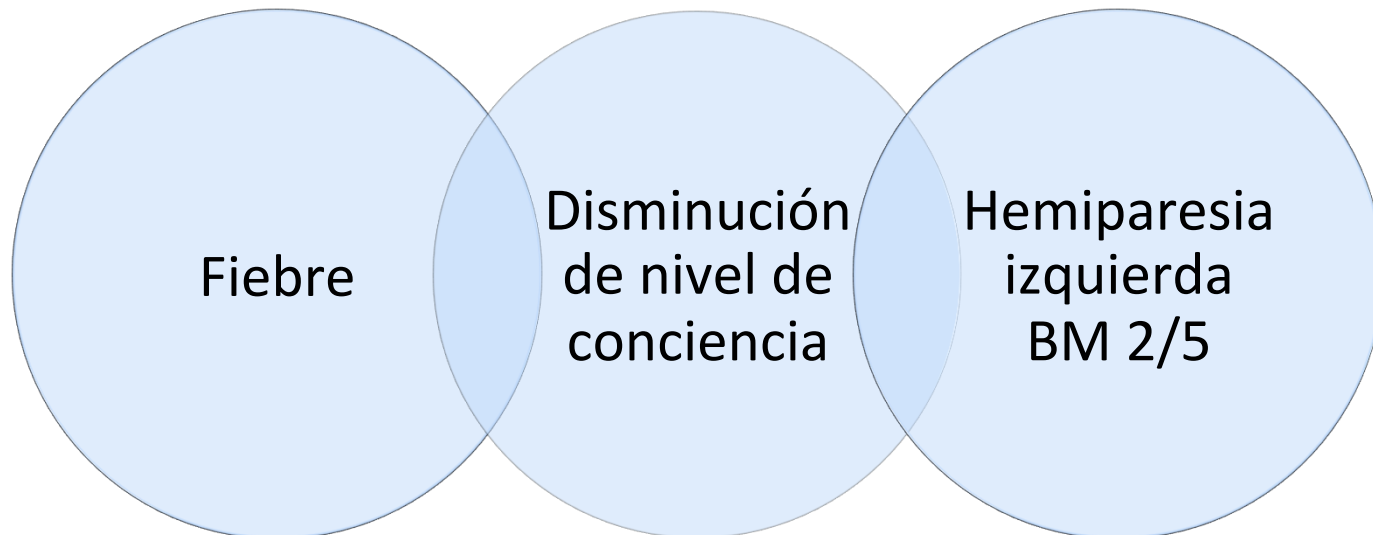 Fiebre
Disminución
de nivel de
conciencia
Hemiparesia
izquierda
BM 2/5